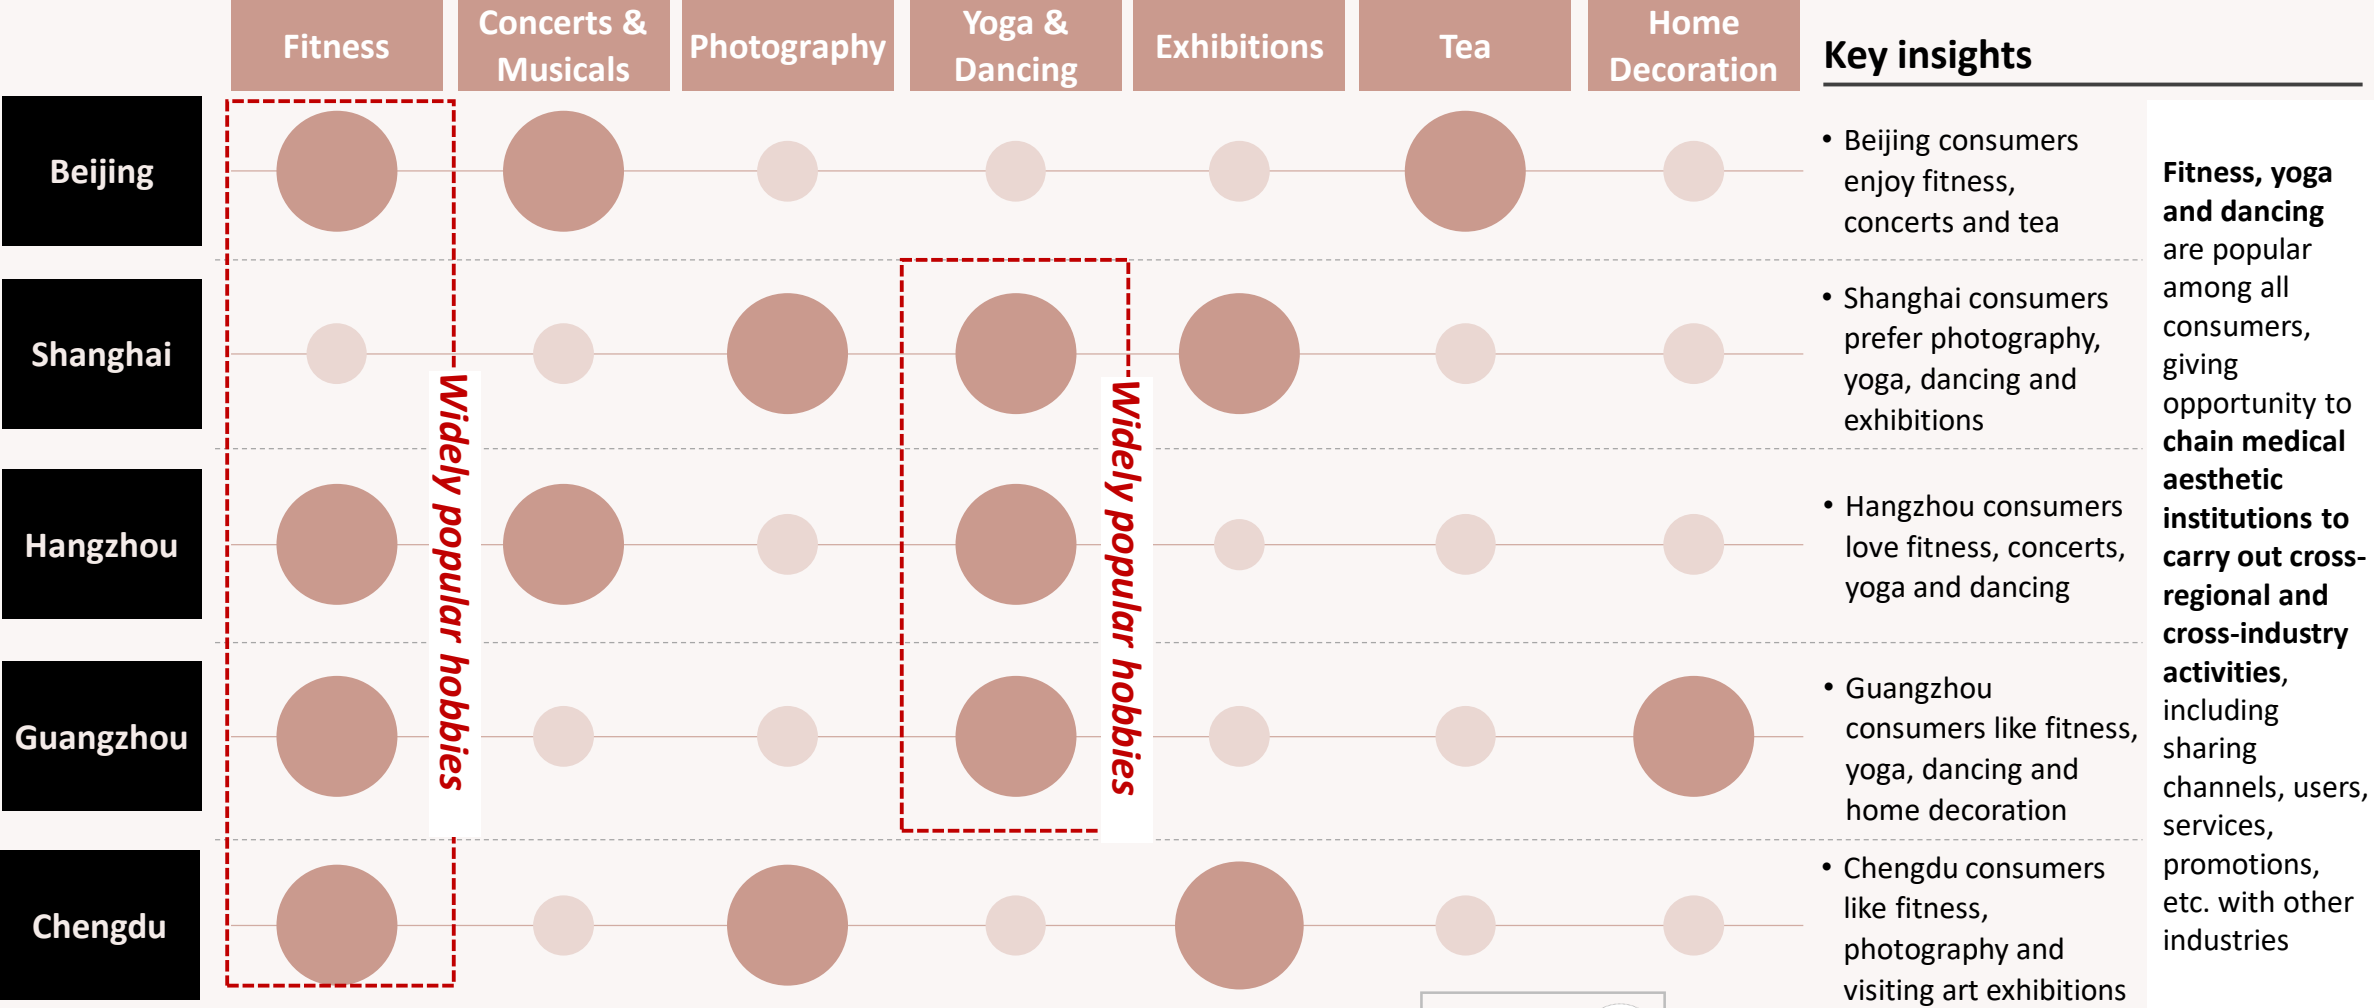 Fitness
Concerts &
Musicals
Photography
Yoga &
Dancing
Exhibitions
Tea
Home
Decoration
Key insights
Beijing
• Beijing consumers
enjoy fitness,
concerts and tea
Shanghai
• Shanghai consumers
prefer photography,
yoga, dancing and
exhibitions
Hangzhou
• Hangzhou consumers
love fitness, concerts,
yoga and dancing
Guangzhou
• Guangzhou
consumers like fitness,
yoga, dancing and
home decoration
Chengdu
• Chengdu consumers
like fitness,
photography and
visiting art exhibitions
Widely popular hobbies
Widely popular hobbies
Fitness, yoga
and dancing
are popular
among all
consumers,
giving
opportunity to
chain medical
aesthetic
institutions to
carry out cross-
regional and
cross-industry
activities,
including
sharing
channels, users,
services,
promotions,
etc. with other
industries